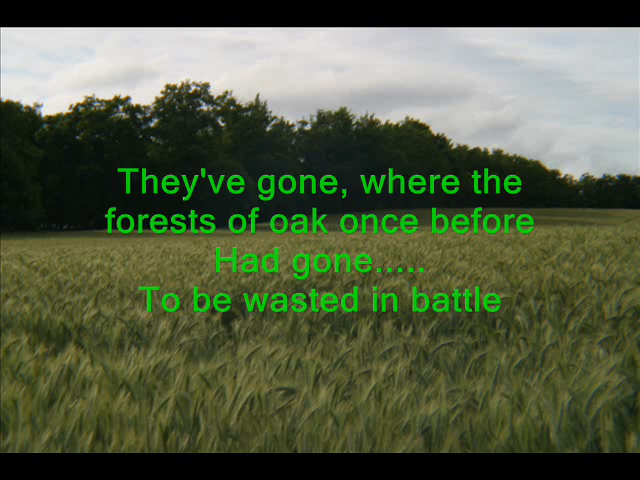 They've gone, where the
forests of oak once before
Had gone.....
To be wasted in battle